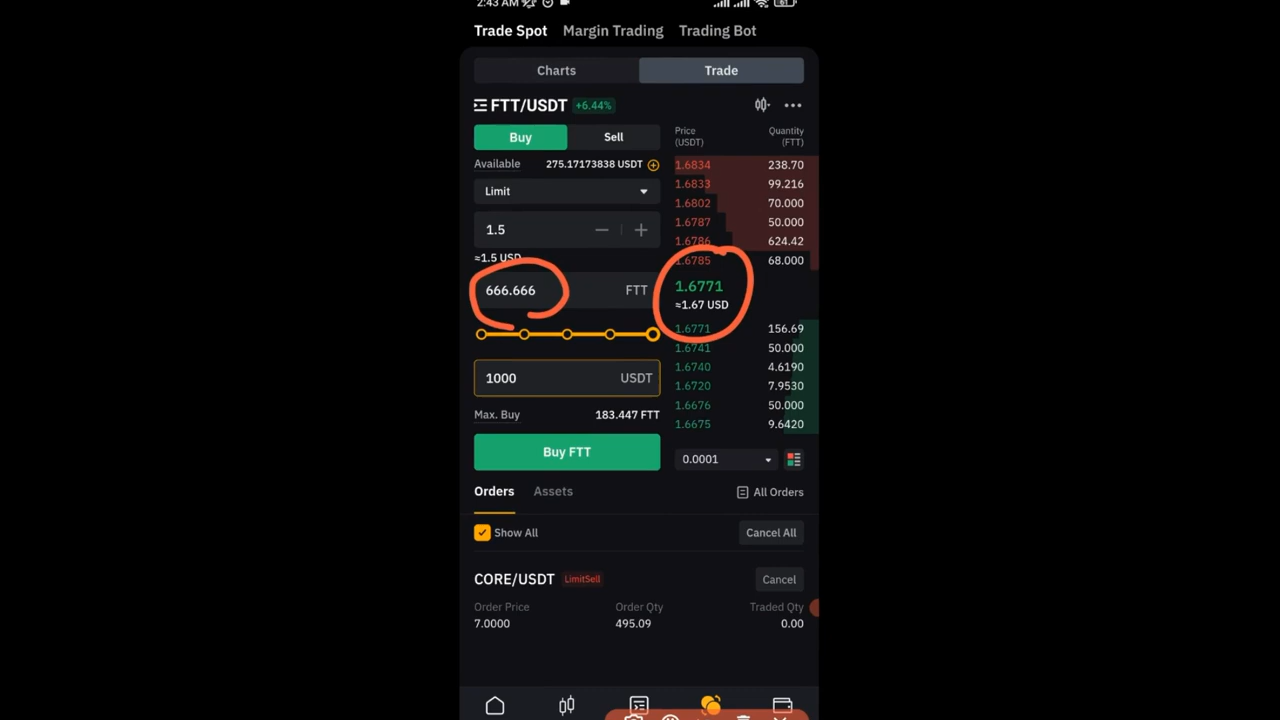 2:43 AM
Trade Spot Margin Trading Trading Bot
Charts Trade
FTT/USDT +6.44%
Buy Sell
Available 275.17173838 USDT
Limit
1.5
≈1.5 USD
666.666 FTT
1000 USDT
Max. Buy 183.447 FTT
Buy FTT
Price (USDT) Quantity (FTT)
1.6834 238.70
1.6833 99.216
1.6802 70.000
1.6787 50.000
1.6786 624.42
1.6785 68.000
1.6771
≈1.67 USD
1.6771 156.69
1.6741 50.000
1.6740 4.6190
1.6720 7.9530
1.6676 50.000
1.6675 9.6420
0.0001
Orders Assets All Orders
Show All Cancel All
CORE/USDT LimitSell Cancel
Order Price Order Qty Traded Qty
7.0000 495.09 0.00